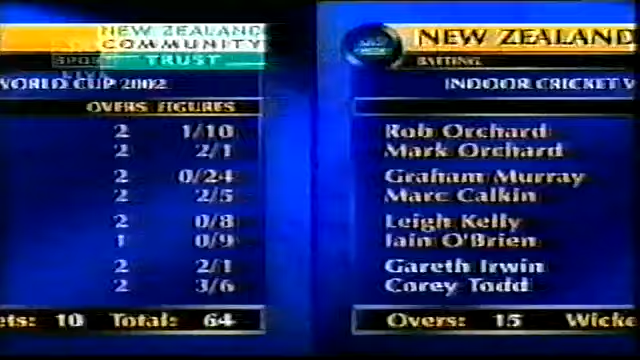 NEW ZEALAND
COMMUNITY
TRUST
SPORT
LIVE
WORLD CUP 2002
OVERS FIGURES
2 1/10
2 2/1
2 0/24
2 2/5
2 0/8
1 0/9
2 2/1
2 3/6
ets: 10 Total: 64
NEW ZEALAND
BATTING
INDOOR CRICKET W
Rob Orchard
Mark Orchard
Graham Murray
Marc Calkin
Leigh Kelly
Iain O'Brien
Gareth Irwin
Corey Todd
Overs: 15 Wicke